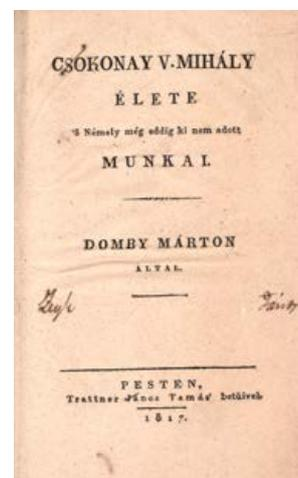 CSOKONAY V. MIHÁLY
ÉLETE
's Némely még eddig ki nem adott
MUNKAI.
DOMBY MÁRTON
ÁLTAL.
PESTEN,
Trattner János Tamás' betűivel.
1817.